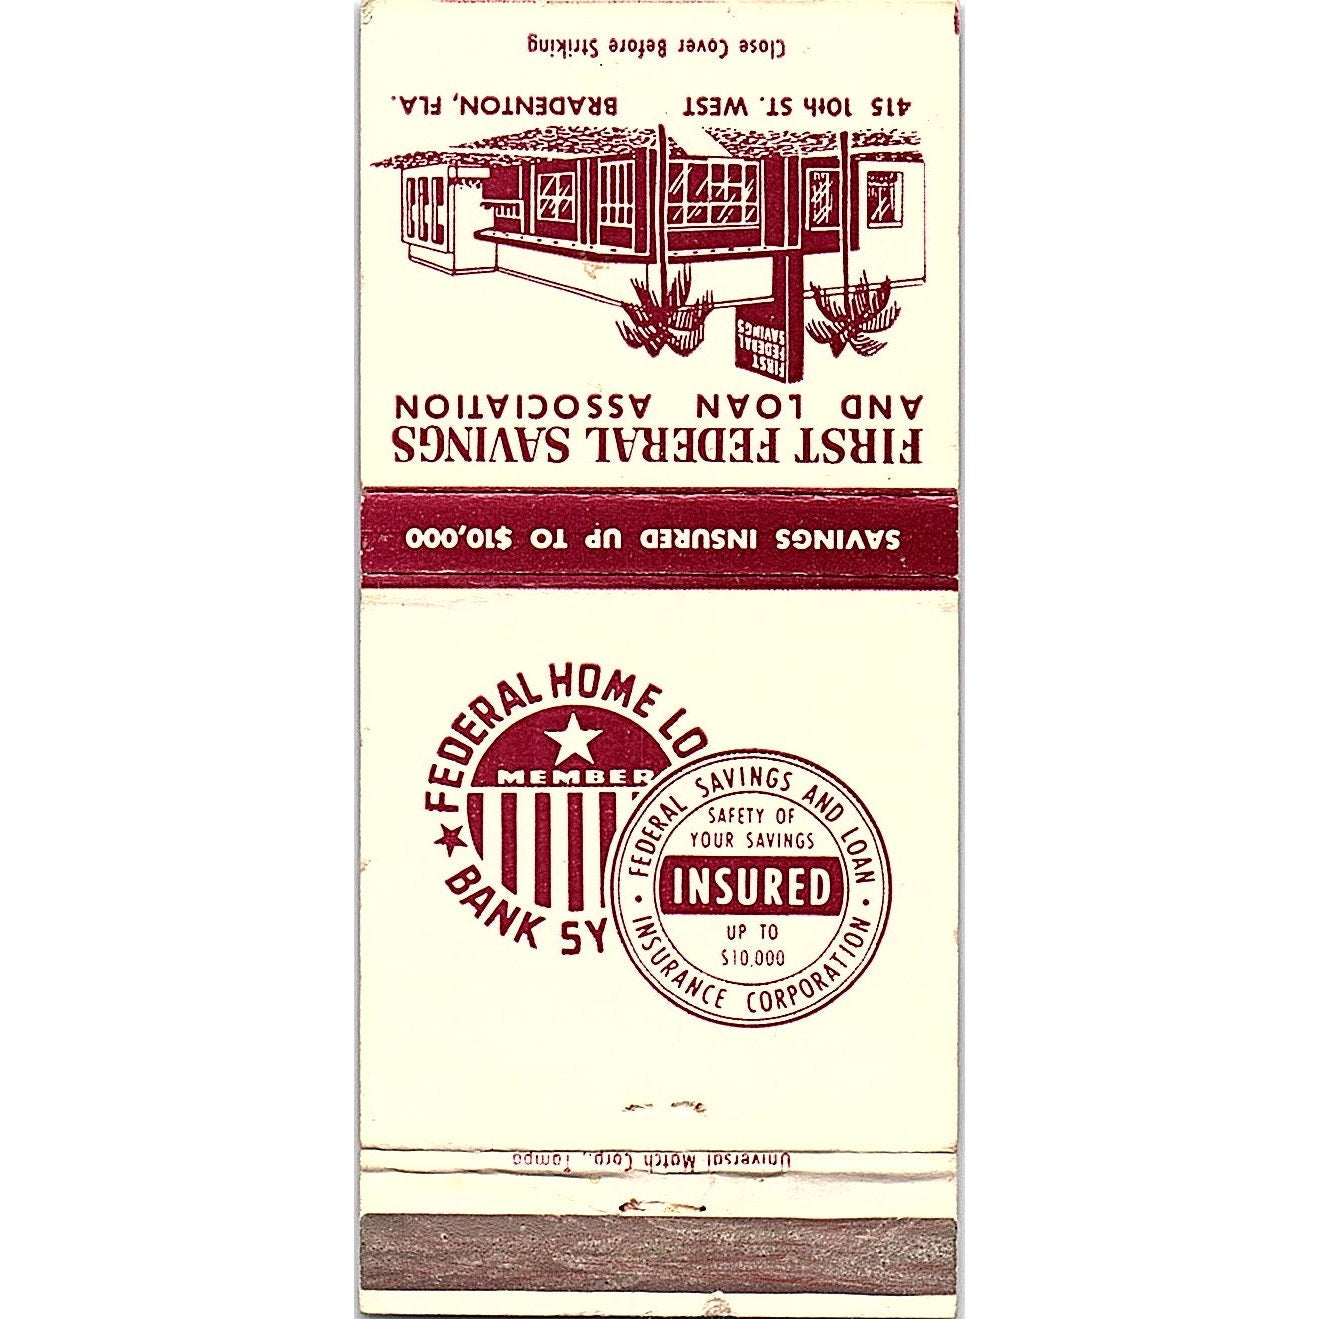 Close Cover Before Striking
415 10th ST. WEST BRADENTON, FLA.
FIRST
FEDERAL
SAVINGS
FIRST FEDERAL SAVINGS
AND LOAN ASSOCIATION
SAVINGS INSURED UP TO $10,000
FEDERAL HOME LO
MEMBER
BANK SY
FEDERAL SAVINGS AND LOAN
INSURANCE CORPORATION
SAFETY OF
YOUR SAVINGS
INSURED
UP TO
$10,000
Universal Match Corp., Tampa